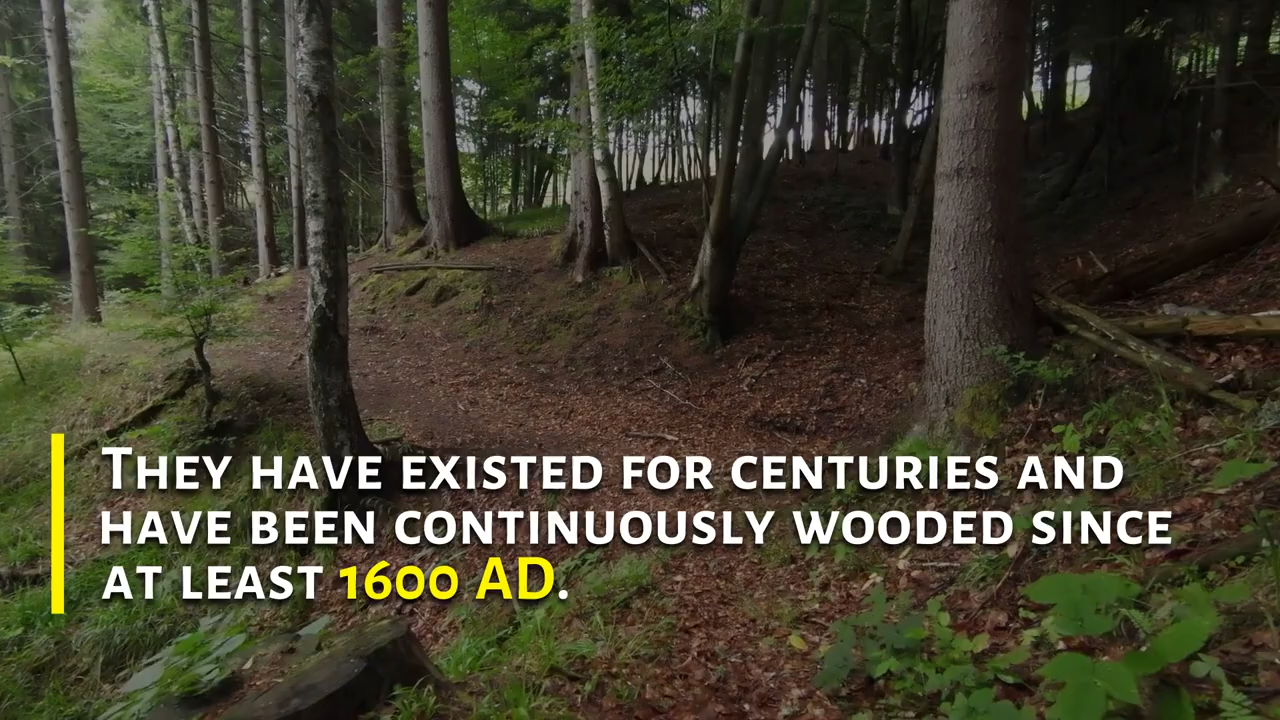 They have existed for centuries and
have been continuously wooded since
at least 1600 AD.